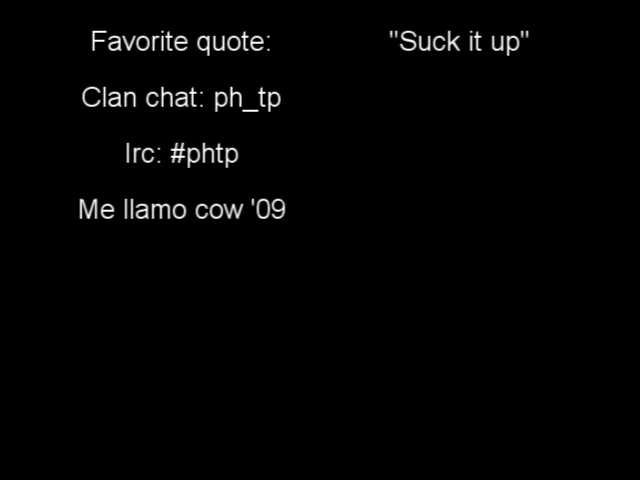 Favorite quote: "Suck it up"
Clan chat: ph_tp
Irc: #phtp
Me llamo cow '09